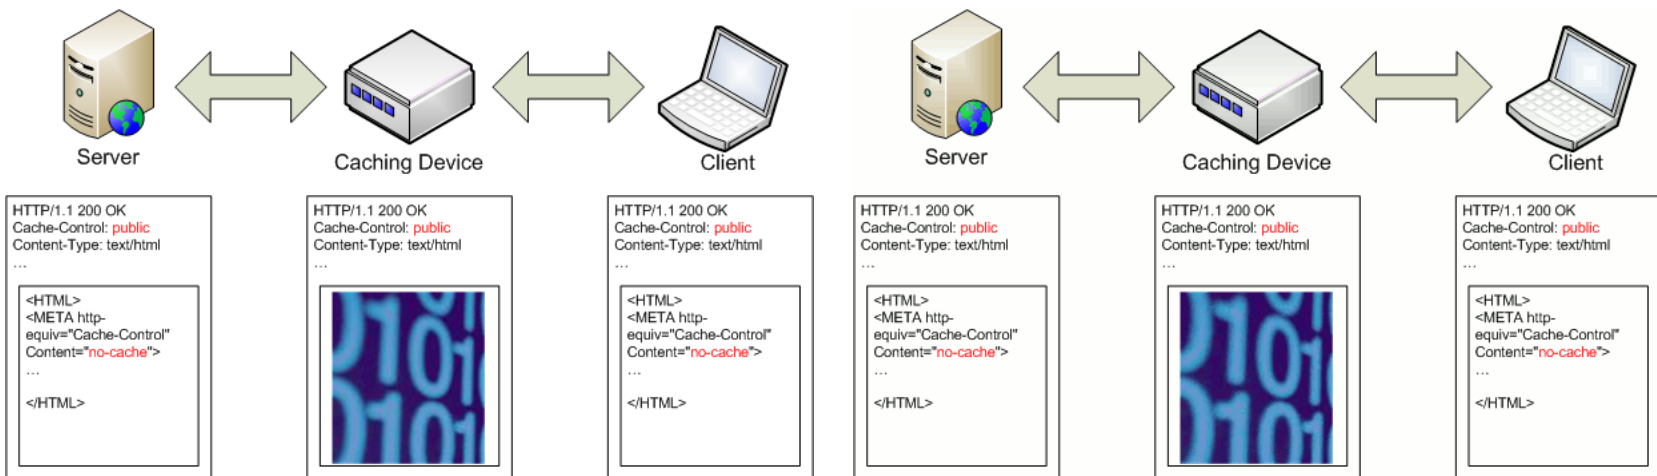 Server
Caching Device
Client
HTTP/1.1 200 OK
Cache-Control: public
Content-Type: text/html
...
<HTML>
<META http-
equiv="Cache-Control"
Content="no-cache">
...
</HTML>
HTTP/1.1 200 OK
Cache-Control: public
Content-Type: text/html
...
0101
0101
HTTP/1.1 200 OK
Cache-Control: public
Content-Type: text/html
...
<HTML>
<META http-
equiv="Cache-Control"
Content="no-cache">
...
</HTML>
Server
Caching Device
Client
HTTP/1.1 200 OK
Cache-Control: public
Content-Type: text/html
...
<HTML>
<META http-
equiv="Cache-Control"
Content="no-cache">
...
</HTML>
HTTP/1.1 200 OK
Cache-Control: public
Content-Type: text/html
...
0101
0101
HTTP/1.1 200 OK
Cache-Control: public
Content-Type: text/html
...
<HTML>
<META http-
equiv="Cache-Control"
Content="no-cache">
...
</HTML>